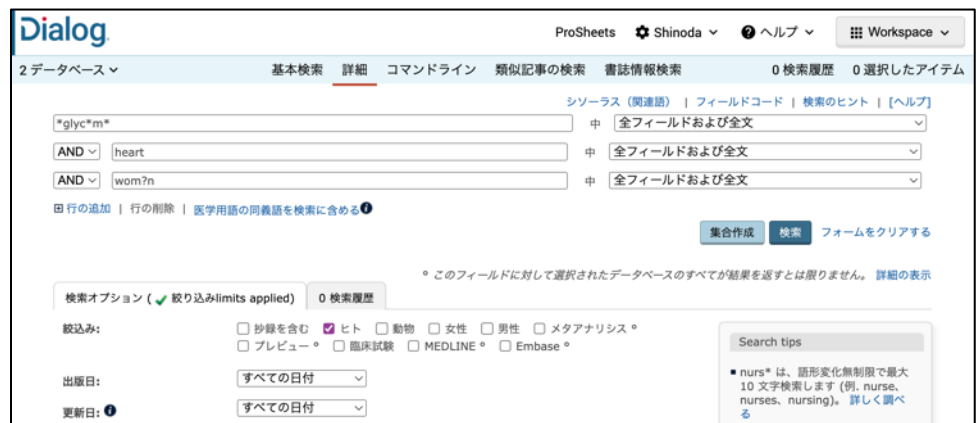 Dialog
ProSheets Shinoda ヘルプ Workspace
2 データベース 基本検索 詳細 コマンドライン 類似記事の検索 書誌情報検索 0 検索履歴 0 選択したアイテム
シソーラス（関連語） | フィールドコード | 検索のヒント | [ヘルプ]
*glyc*m* 中 全フィールドおよび全文
AND heart 中 全フィールドおよび全文
AND wom?n 中 全フィールドおよび全文
行の追加 | 行の削除 | 医学用語の同義語を検索に含める
集合作成 検索 フォームをクリアする
° このフィールドに対して選択されたデータベースのすべてが結果を返すとは限りません。 詳細の表示
検索オプション ( 絞り込みlimits applied) 0 検索履歴
絞込み: 抄録を含む ヒト 動物 女性 男性 メタアナリシス °
プレビュー ° 臨床試験 MEDLINE ° Embase °
出版日: すべての日付
更新日: すべての日付
Search tips
nurs* は、語形変化無制限で最大
10 文字検索します (例. nurse、
nurses、nursing)。 詳しく調べ
る